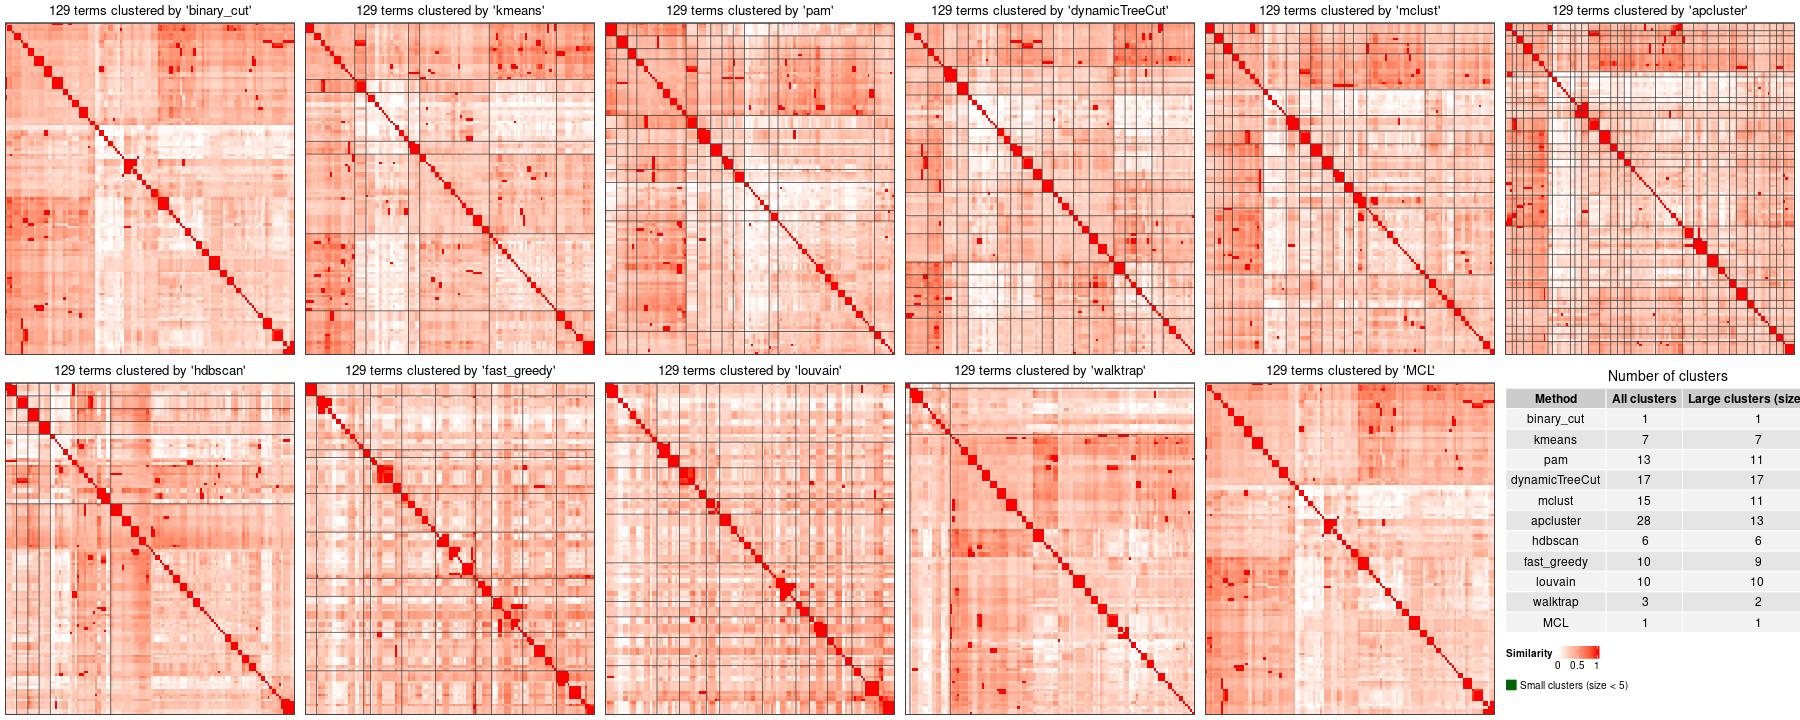 129 terms clustered by 'binary_cut'
129 terms clustered by 'kmeans'
129 terms clustered by 'pam'
129 terms clustered by 'dynamicTreeCut'
129 terms clustered by 'mclust'
129 terms clustered by 'apcluster'
129 terms clustered by 'hdbscan'
129 terms clustered by 'fast_greedy'
129 terms clustered by 'louvain'
129 terms clustered by 'walktrap'
129 terms clustered by 'MCL'
Number of clusters
Method All clusters Large clusters (size
binary_cut 1 1
kmeans 7 7
pam 13 11
dynamicTreeCut 17 17
mclust 15 11
apcluster 28 13
hdbscan 6 6
fast_greedy 10 9
louvain 10 10
walktrap 3 2
MCL 1 1
Similarity
0 0.5 1
Small clusters (size < 5)